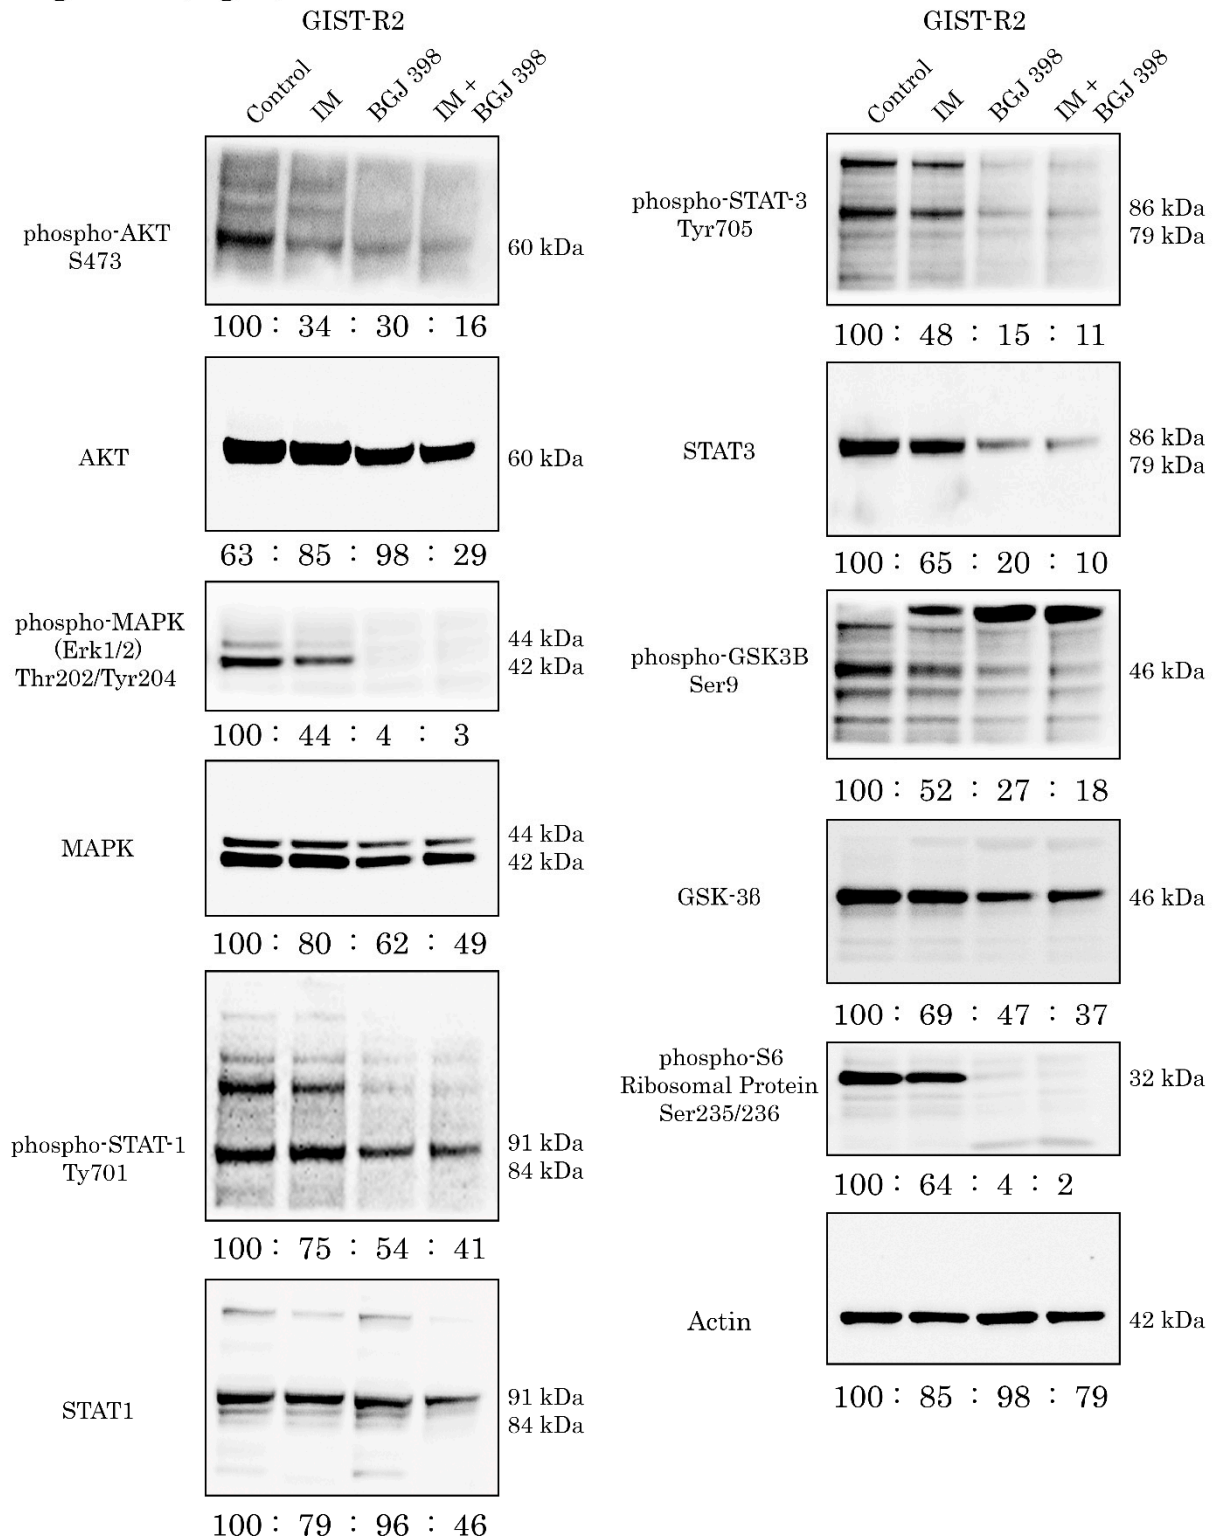 GIST-R2
Control
IM
BGJ 398
IM +
BGJ 398
phospho-AKT
S473
60 kDa
100 : 34 : 30 : 16
AKT
60 kDa
63 : 85 : 98 : 29
phospho-MAPK
(Erk1/2)
Thr202/Tyr204
44 kDa
42 kDa
100 : 44 : 4 : 3
MAPK
44 kDa
42 kDa
100 : 80 : 62 : 49
phospho-STAT-1
Ty701
91 kDa
84 kDa
100 : 75 : 54 : 41
STAT1
91 kDa
84 kDa
100 : 79 : 96 : 46
GIST-R2
Control
IM
BGJ 398
IM +
BGJ 398
phospho-STAT-3
Tyr705
86 kDa
79 kDa
100 : 48 : 15 : 11
STAT3
86 kDa
79 kDa
100 : 65 : 20 : 10
phospho-GSK3B
Ser9
46 kDa
100 : 52 : 27 : 18
GSK-3ß
46 kDa
100 : 69 : 47 : 37
phospho-S6
Ribosomal Protein
Ser235/236
32 kDa
100 : 64 : 4 : 2
Actin
42 kDa
100 : 85 : 98 : 79